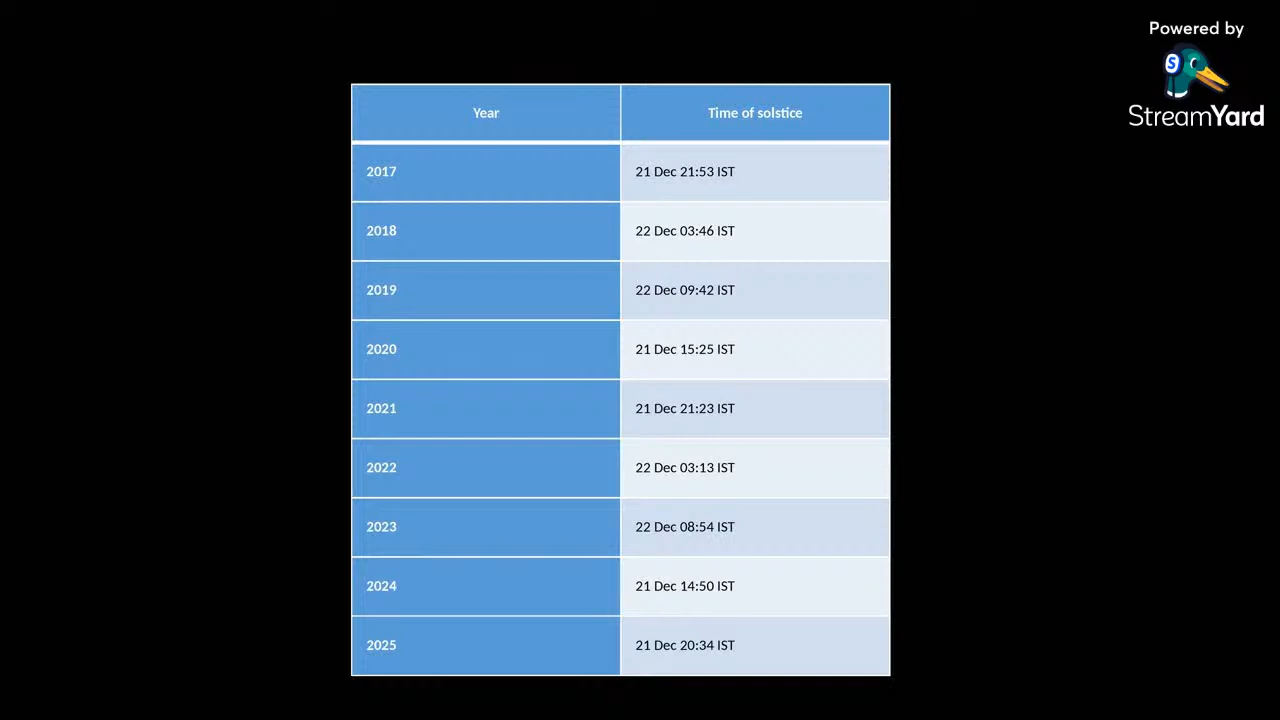 Powered by
StreamYard
Year Time of solstice
2017 21 Dec 21:53 IST
2018 22 Dec 03:46 IST
2019 22 Dec 09:42 IST
2020 21 Dec 15:25 IST
2021 21 Dec 21:23 IST
2022 22 Dec 03:13 IST
2023 22 Dec 08:54 IST
2024 21 Dec 14:50 IST
2025 21 Dec 20:34 IST